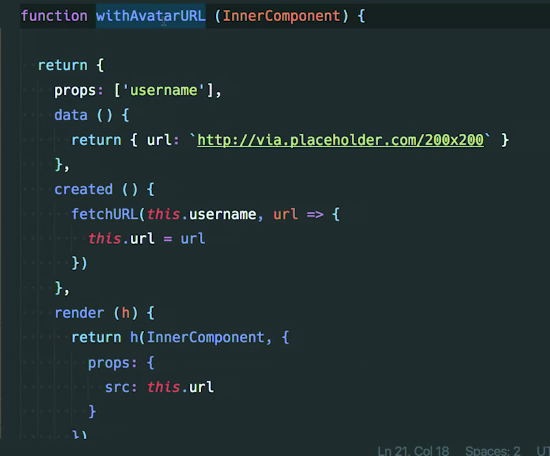 function withAvatarURL (InnerComponent) {
return {
props: ['username'],
data () {
return { url: `http://via.placeholder.com/200x200` }
},
created () {
fetchURL(this.username, url => {
this.url = url
})
},
render (h) {
return h(InnerComponent, {
props: {
src: this.url
}
})
Ln 21, Col 18 Spaces: 2